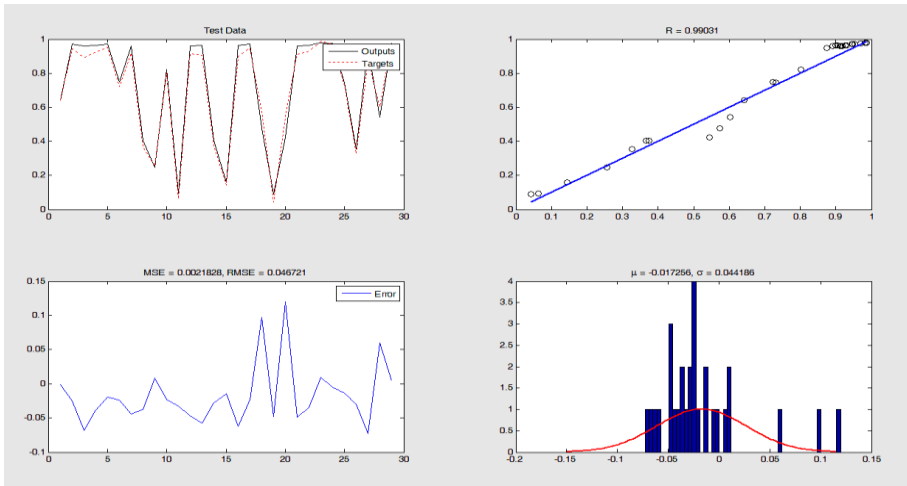 Test Data
1
0.8
0.6
0.4
0.2
0
0 5 10 15 20 25 30
Outputs
Targets
R = 0.99031
1
0.8
0.6
0.4
0.2
0
0 0.1 0.2 0.3 0.4 0.5 0.6 0.7 0.8 0.9 1
MSE = 0.0021828, RMSE = 0.046721
0.15
0.1
0.05
0
-0.05
-0.1
0 5 10 15 20 25 30
Error
μ = -0.017256, σ = 0.044186
4
3.5
3
2.5
2
1.5
1
0.5
0
-0.2 -0.15 -0.1 -0.05 0 0.05 0.1 0.15